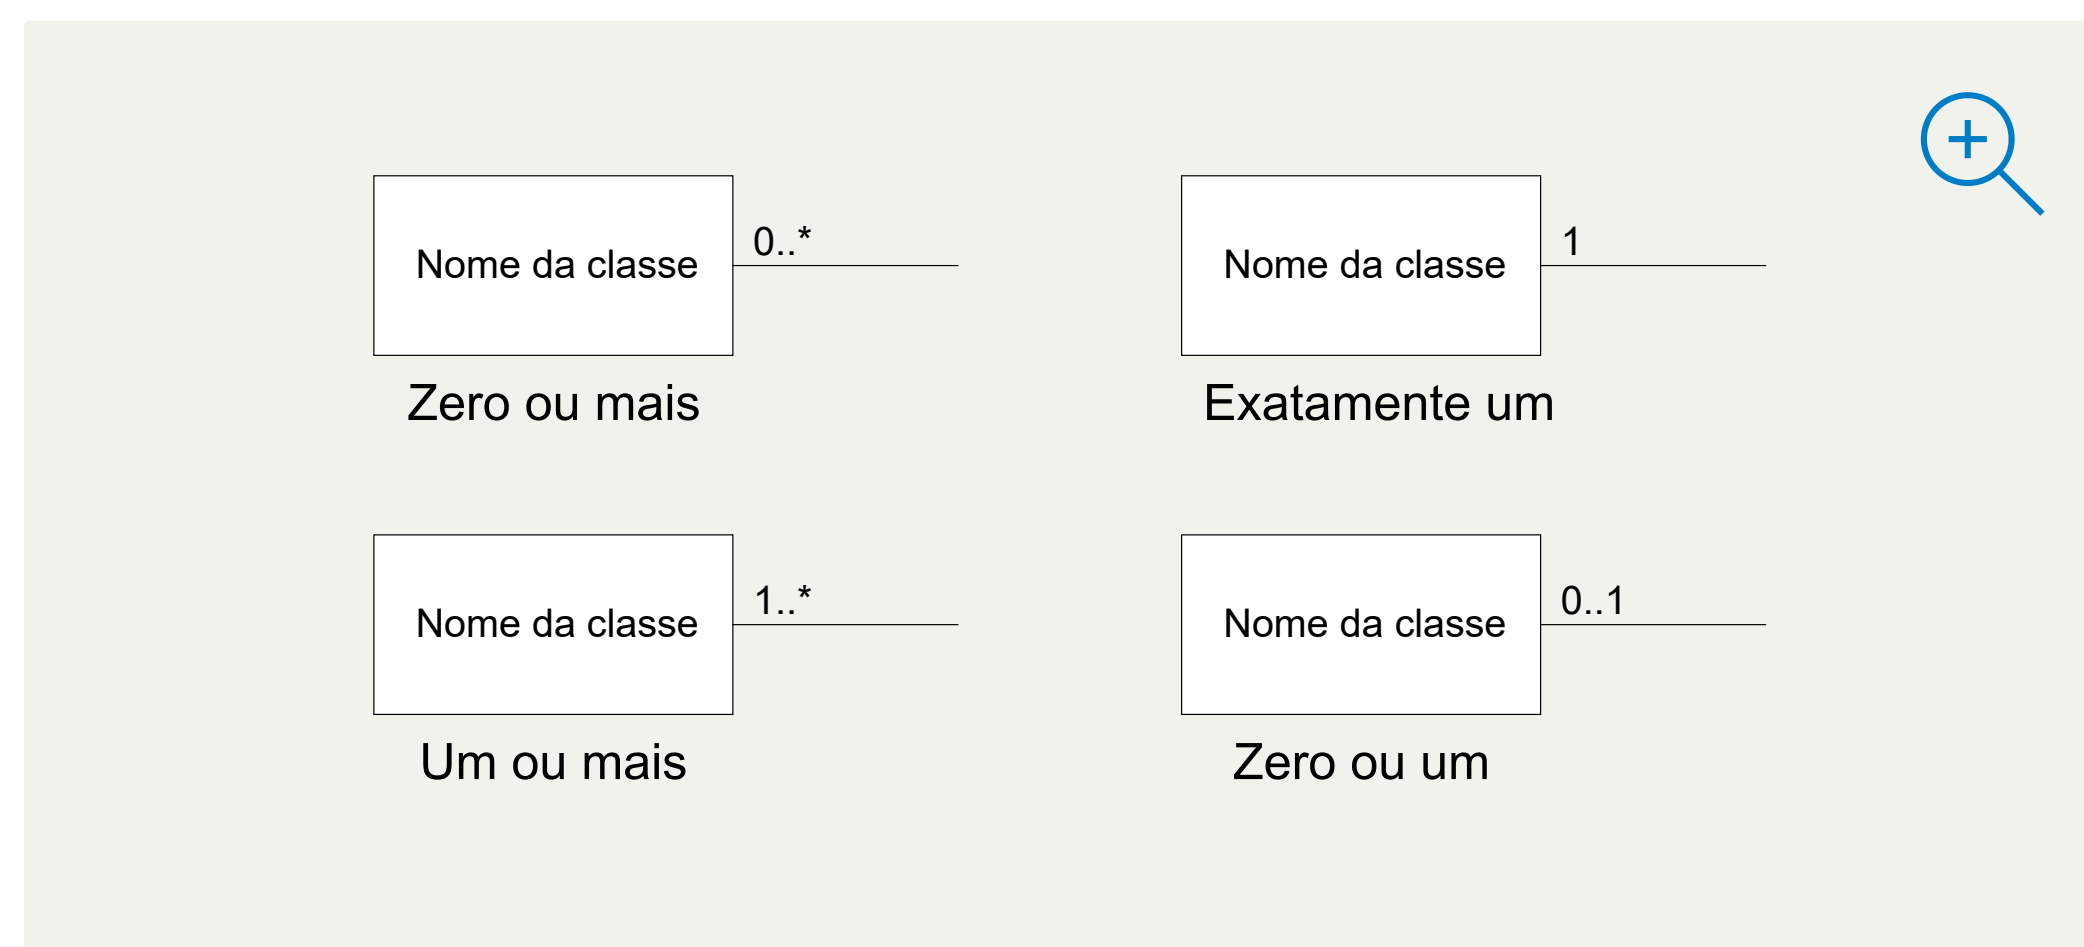 Nome da classe
0..*
Zero ou mais
Nome da classe
1
Exatamente um
Nome da classe
1..*
Um ou mais
Nome da classe
0..1
Zero ou um